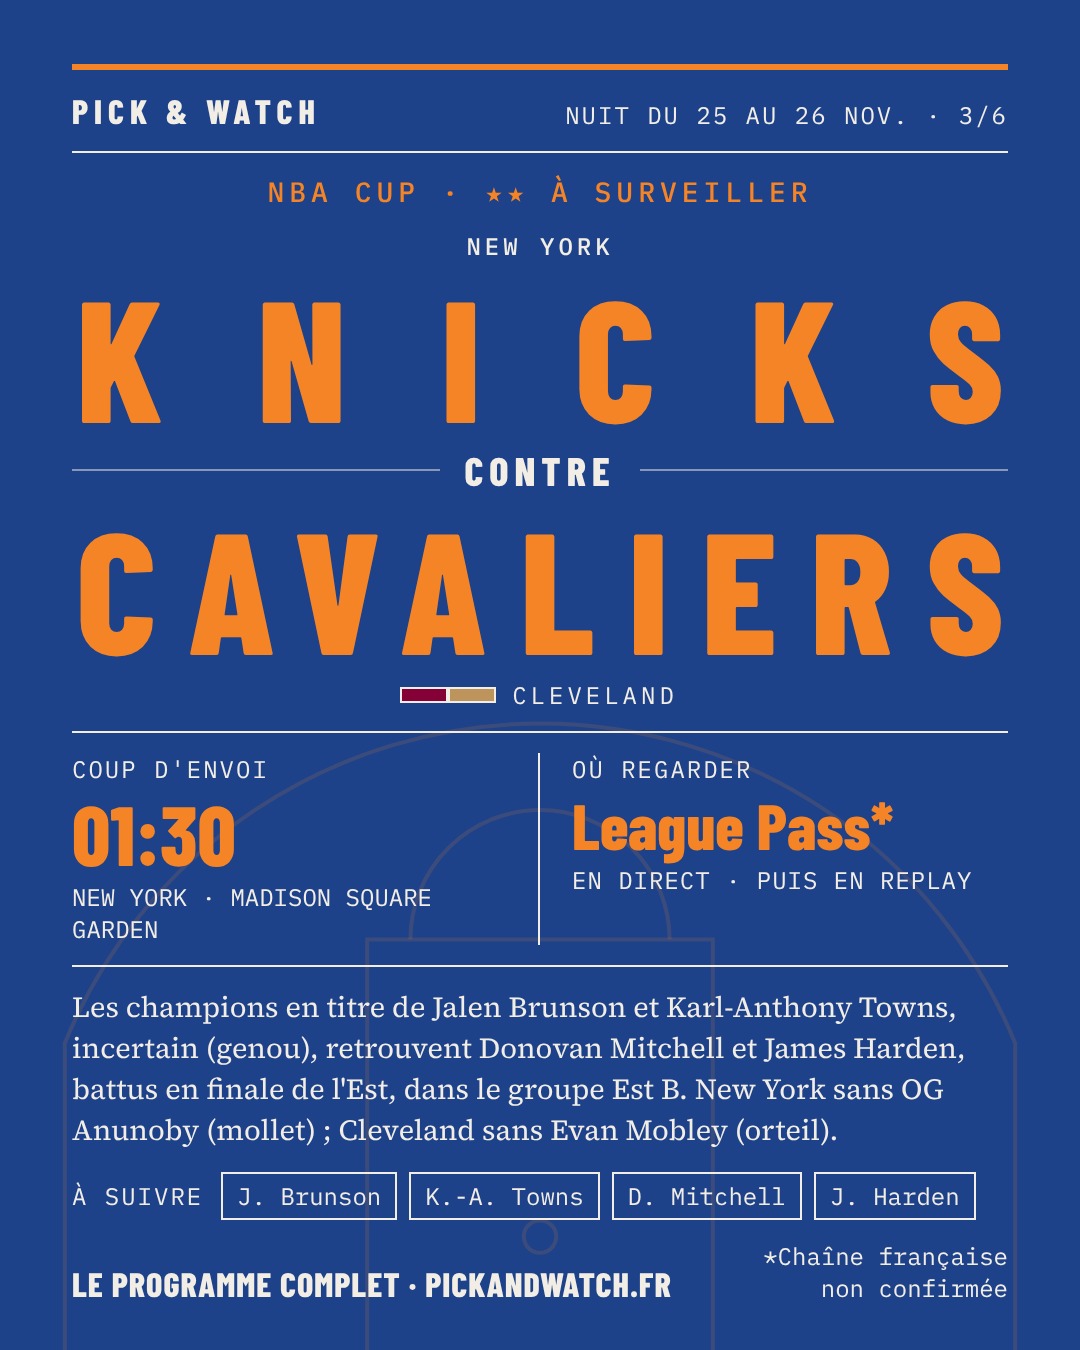 PICK & WATCH
NUIT DU 25 AU 26 NOV. · 3/6
NBA CUP · ★★ À SURVEILLER
NEW YORK
KNICKS
CONTRE
CAVALIERS
CLEVELAND
COUP D'ENVOI
01:30
NEW YORK · MADISON SQUARE
GARDEN
OÙ REGARDER
League Pass*
EN DIRECT · PUIS EN REPLAY
Les champions en titre de Jalen Brunson et Karl-Anthony Towns,
incertain (genou), retrouvent Donovan Mitchell et James Harden,
battus en finale de l'Est, dans le groupe Est B. New York sans OG
Anunoby (mollet) ; Cleveland sans Evan Mobley (orteil).
À SUIVRE J. Brunson K.-A. Towns D. Mitchell J. Harden
LE PROGRAMME COMPLET · PICKANDWATCH.FR
*Chaîne française
non confirmée